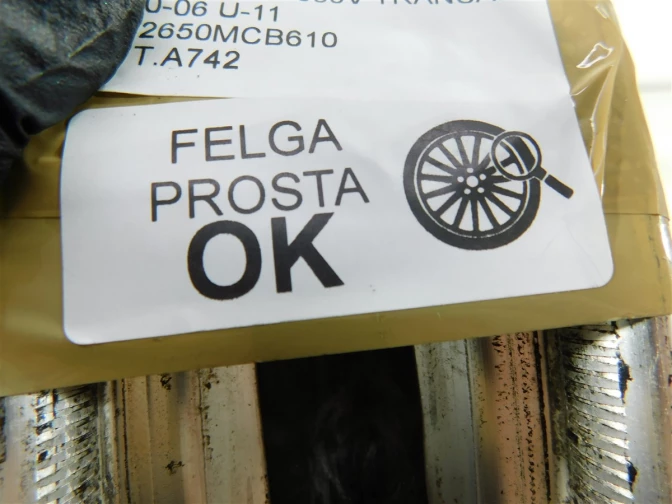 U-06 U-11
2650MCB610
T.A742
FELGA
PROSTA
OK